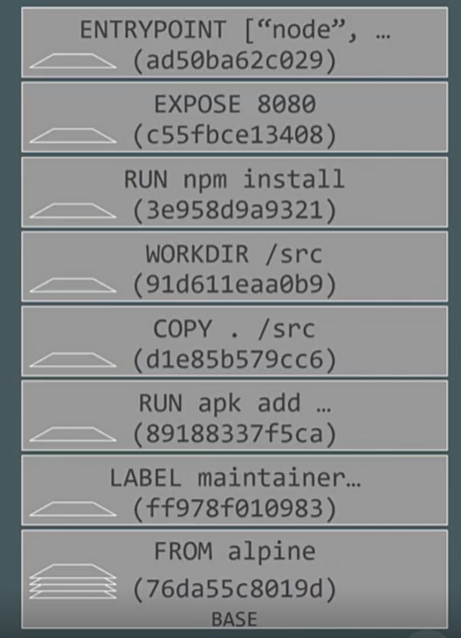 ENTRYPOINT [“node”, …
(ad50ba62c029)
EXPOSE 8080
(c55fbce13408)
RUN npm install
(3e958d9a9321)
WORKDIR /src
(91d611eaa0b9)
COPY . /src
(d1e85b579cc6)
RUN apk add …
(89188337f5ca)
LABEL maintainer…
(ff978f010983)
FROM alpine
(76da55c8019d)
BASE